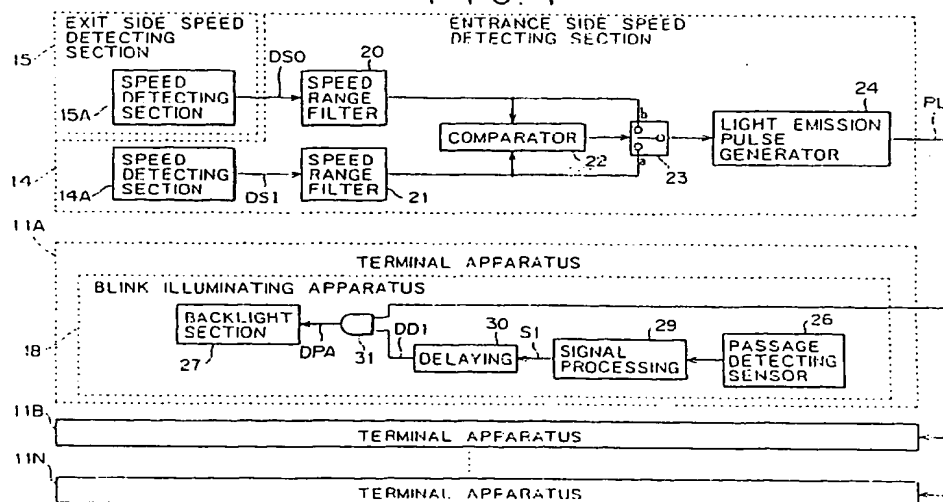 EXIT SIDE SPEED
DETECTING
SECTION
ENTRANCE SIDE SPEED
DETECTING SECTION
15
DS0
20
SPEED
DETECTING
SECTION
15A
SPEED
RANGE
FILTER
24
PL
COMPARATOR
22
b
a
23
LIGHT EMISSION
PULSE
GENERATOR
14
SPEED
DETECTING
SECTION
14A
DS1
SPEED
RANGE
FILTER
21
11A
TERMINAL APPARATUS
BLINK ILLUMINATING APPARATUS
18
BACKLIGHT
SECTION
27
DPA
31
DD1
30
DELAYING
S1
29
SIGNAL
PROCESSING
26
PASSAGE
DETECTING
SENSOR
11B
TERMINAL APPARATUS
11N
TERMINAL APPARATUS